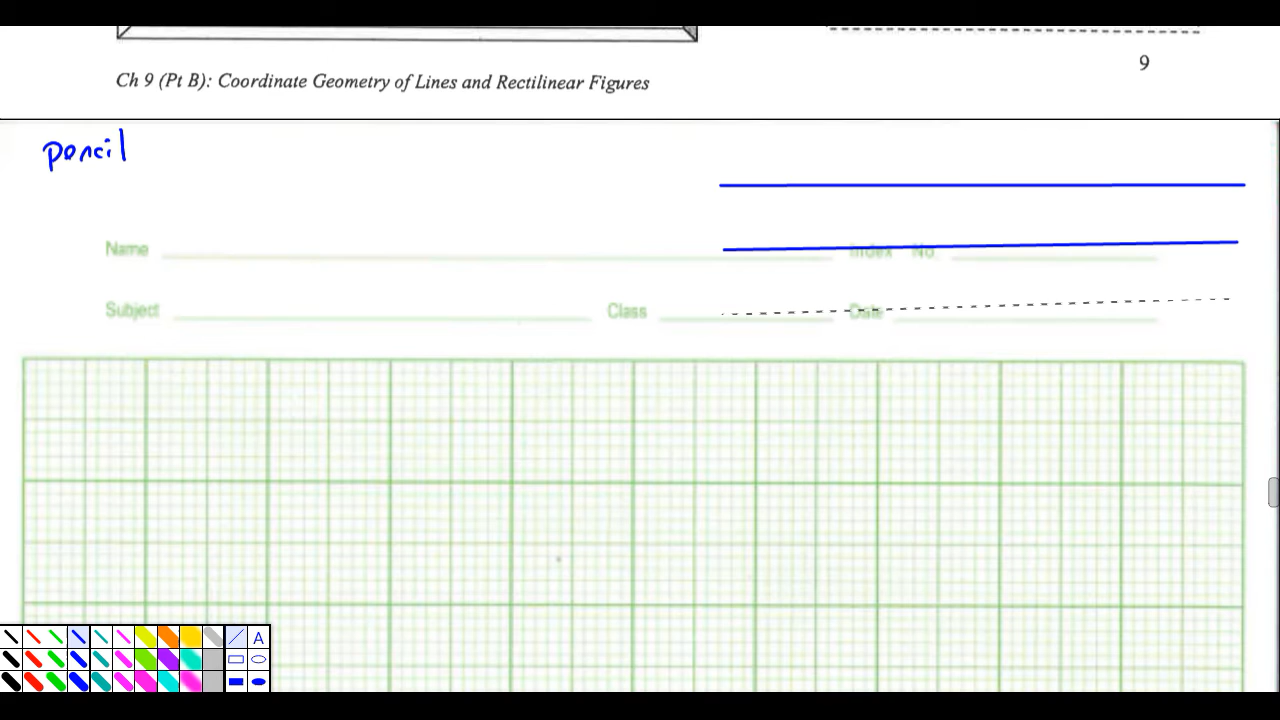 9
Ch 9 (Pt B): Coordinate Geometry of Lines and Rectilinear Figures
pencil
Name Index No.
Subject Class Date
A